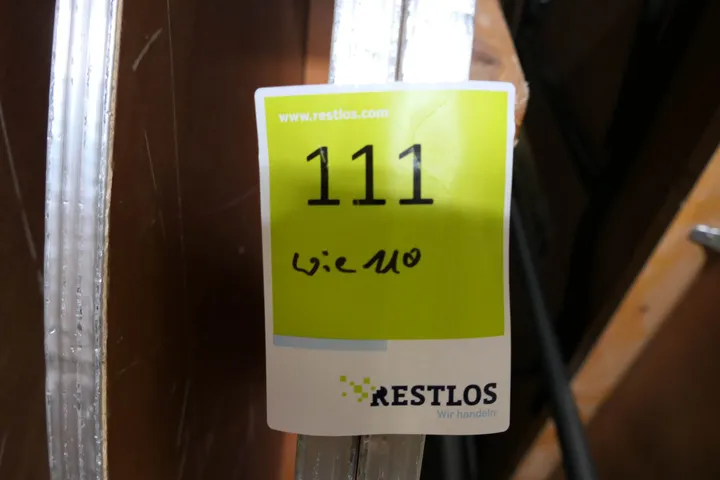 www.restlos.com
111
wie 110
RESTLOS
Wir handeln